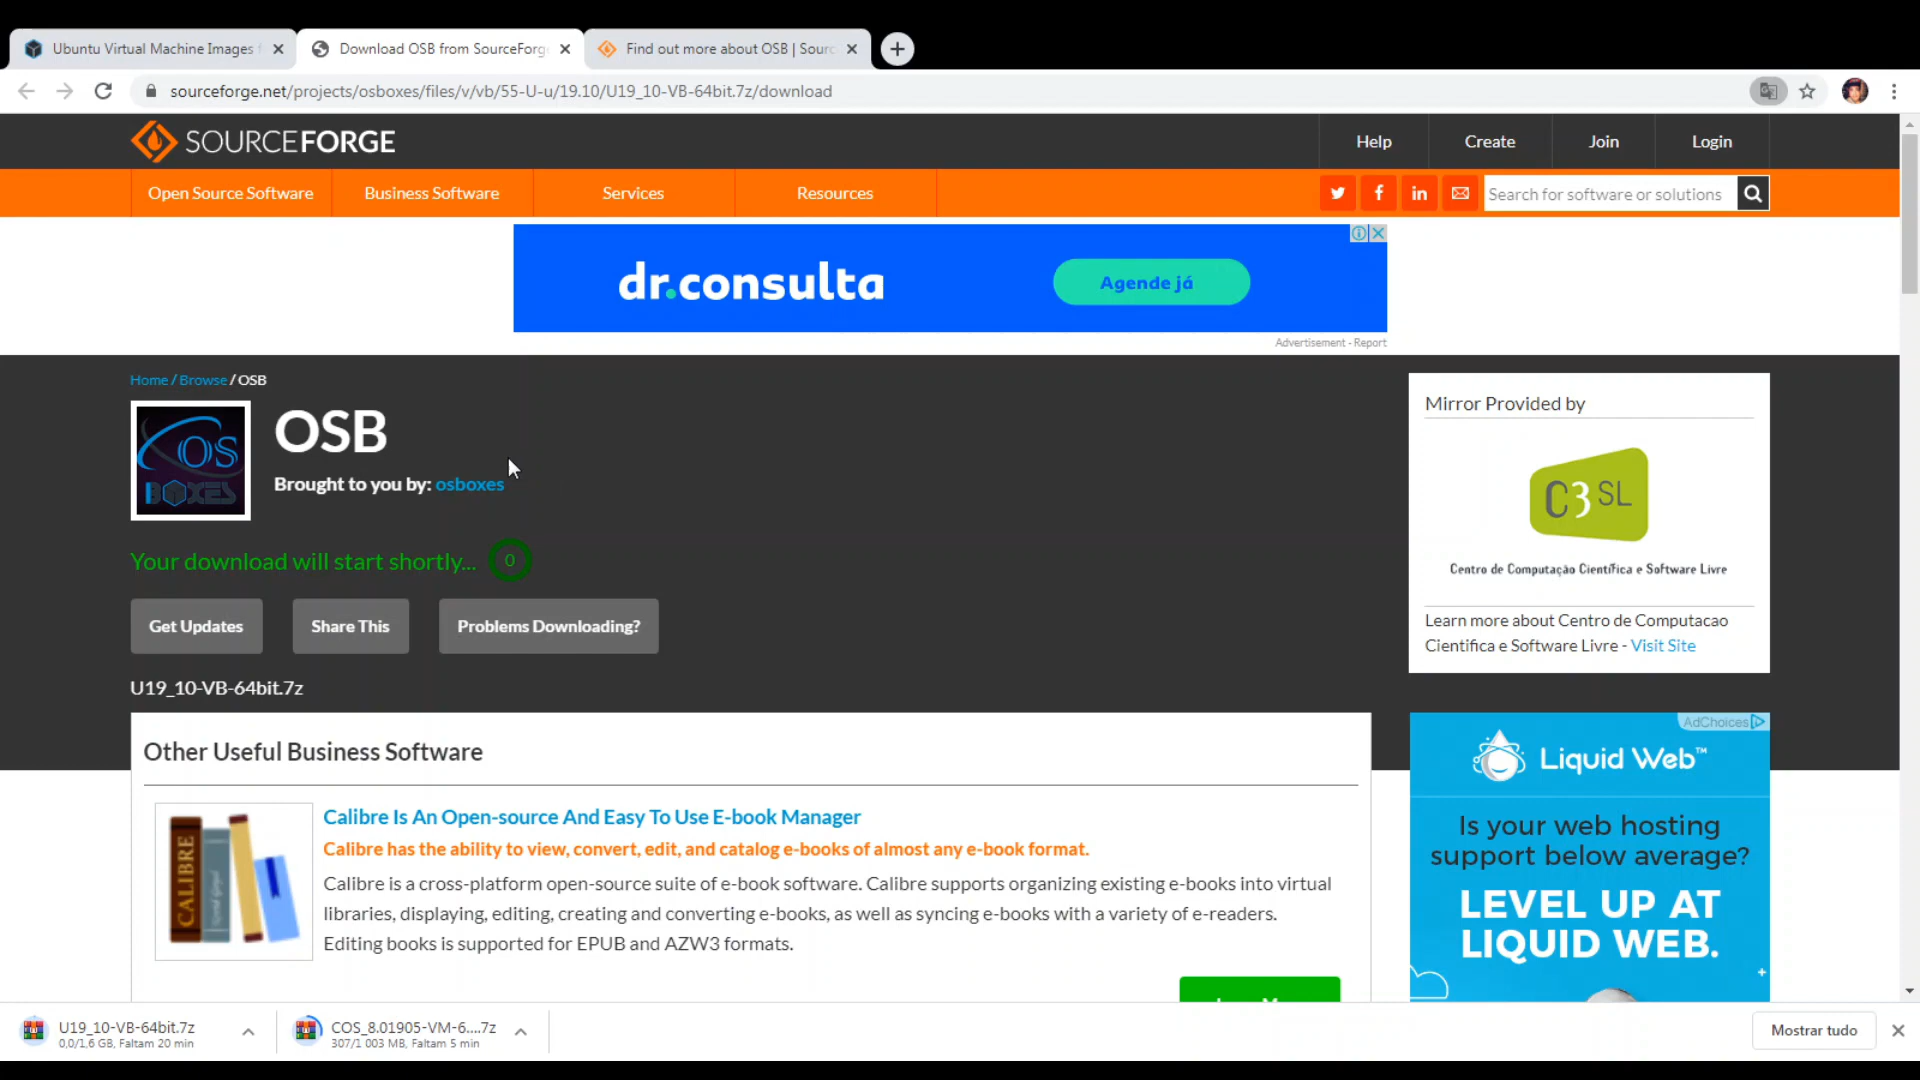 Ubuntu Virtual Machine Images f
Download OSB from SourceForge
Find out more about OSB | Sourc
sourceforge.net/projects/osboxes/files/v/vb/55-U-u/19.10/U19_10-VB-64bit.7z/download
SOURCEFORGE
Help
Create
Join
Login
Open Source Software
Business Software
Services
Resources
Search for software or solutions
dr.consulta
Agende já
Advertisement - Report
Home / Browse / OSB
OS
BOXES
OSB
Brought to you by: osboxes
Your download will start shortly... 0
Get Updates
Share This
Problems Downloading?
U19_10-VB-64bit.7z
Mirror Provided by
C3 SL
Centro de Computação Científica e Software Livre
Learn more about Centro de Computacao
Cientifica e Software Livre - Visit Site
Other Useful Business Software
CALIBRE
Calibre Is An Open-source And Easy To Use E-book Manager
Calibre has the ability to view, convert, edit, and catalog e-books of almost any e-book format.
Calibre is a cross-platform open-source suite of e-book software. Calibre supports organizing existing e-books into virtual
libraries, displaying, editing, creating and converting e-books, as well as syncing e-books with a variety of e-readers.
Editing books is supported for EPUB and AZW3 formats.
AdChoices
Liquid Web™
Is your web hosting
support below average?
LEVEL UP AT
LIQUID WEB.
U19_10-VB-64bit.7z
0,0/1,6 GB, Faltam 20 min
COS_8.01905-VM-6....7z
307/1 003 MB, Faltam 5 min
Mostrar tudo